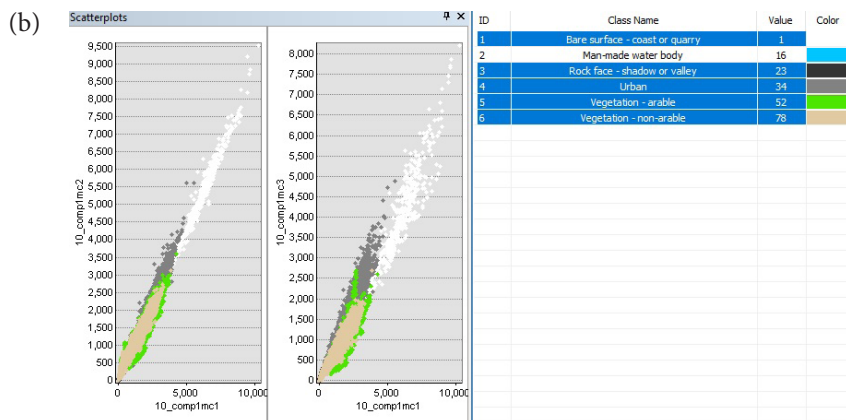 (b)
Scatterplots
9,500
9,000
8,500
8,000
7,500
7,000
6,500
6,000
5,500
5,000
4,500
4,000
3,500
3,000
2,500
2,000
1,500
1,000
500
0
10_comp1mc2
0 5,000 10,000
10_comp1mc1
8,000
7,500
7,000
6,500
6,000
5,500
5,000
4,500
4,000
3,500
3,000
2,500
2,000
1,500
1,000
500
0
10_comp1mc3
0 5,000 10,000
10_comp1mc1
ID Class Name Value Color
1 Bare surface - coast or quarry 1
2 Man-made water body 16
3 Rock face - shadow or valley 23
4 Urban 34
5 Vegetation - arable 52
6 Vegetation - non-arable 78